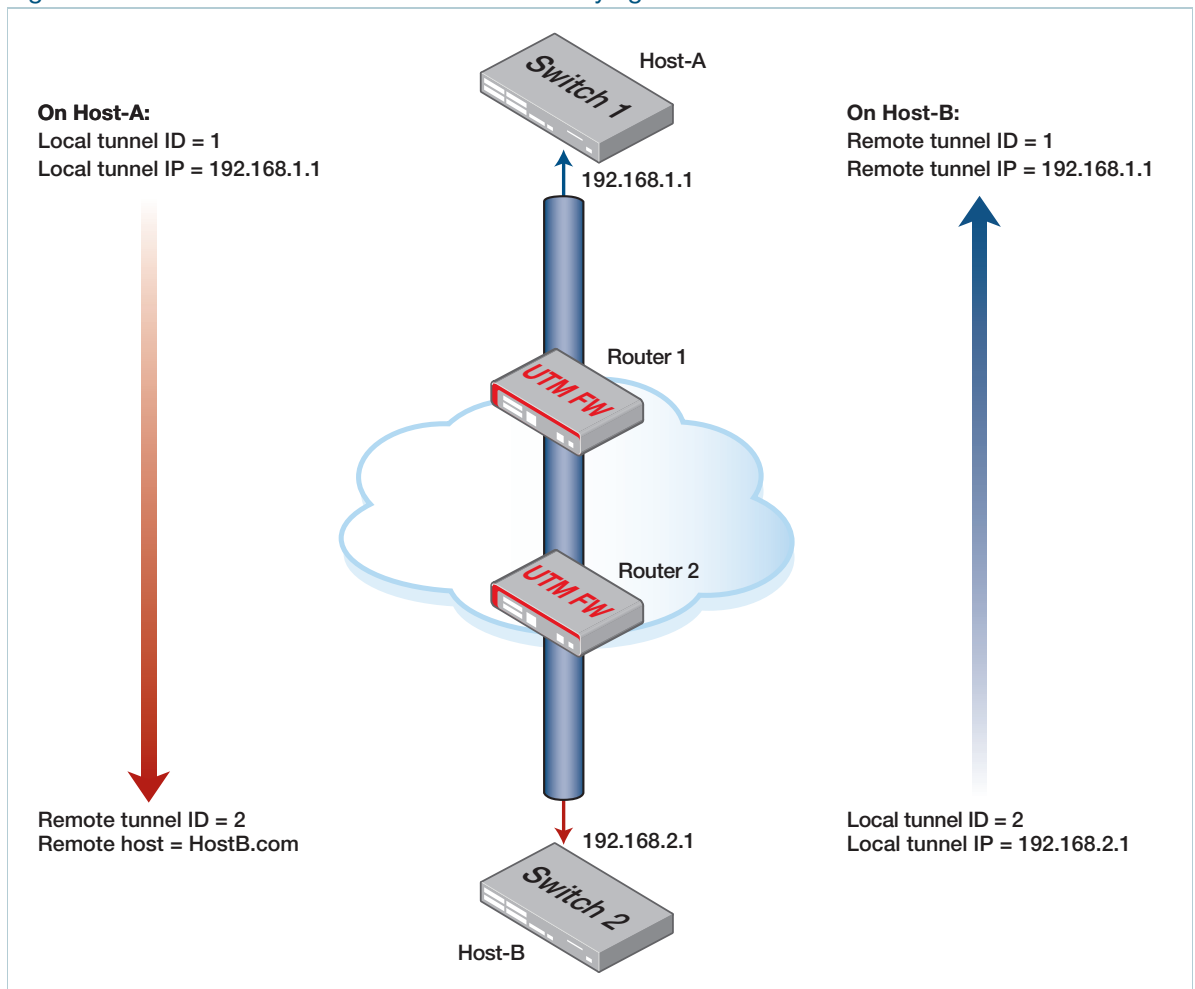 Switch 1
Host-A
On Host-A:
Local tunnel ID = 1
Local tunnel IP = 192.168.1.1
On Host-B:
Remote tunnel ID = 1
Remote tunnel IP = 192.168.1.1
192.168.1.1
Router 1
UTM FW
Router 2
UTM FW
Remote tunnel ID = 2
Remote host = HostB.com
192.168.2.1
Local tunnel ID = 2
Local tunnel IP = 192.168.2.1
Switch 2
Host-B